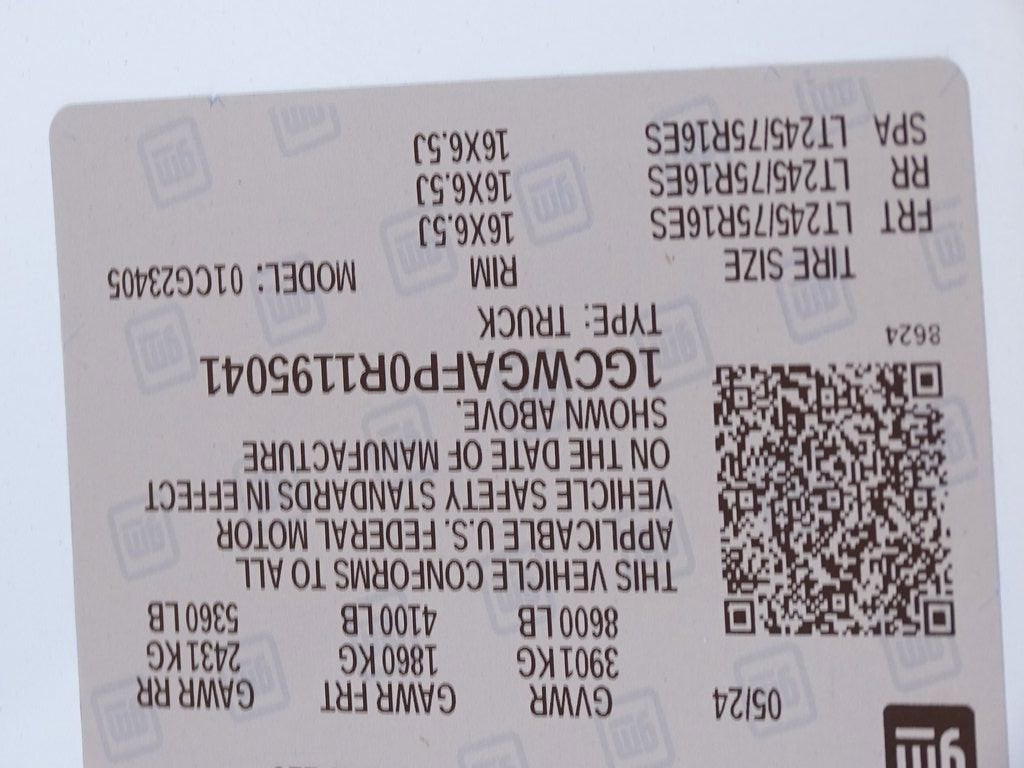 gm
05/24 GVWR GAWR FRT GAWR RR
3901 KG 1860 KG 2431 KG
8600 LB 4100 LB 5360 LB
THIS VEHICLE CONFORMS TO ALL
APPLICABLE U.S. FEDERAL MOTOR
VEHICLE SAFETY STANDARDS IN EFFECT
ON THE DATE OF MANUFACTURE
SHOWN ABOVE.
1GCWGAFP0R1195041
8624 TYPE: TRUCK
TIRE SIZE RIM MODEL: 01CG23405
FRT LT245/75R16ES 16X6.5J
RR LT245/75R16ES 16X6.5J
SPA LT245/75R16ES 16X6.5J